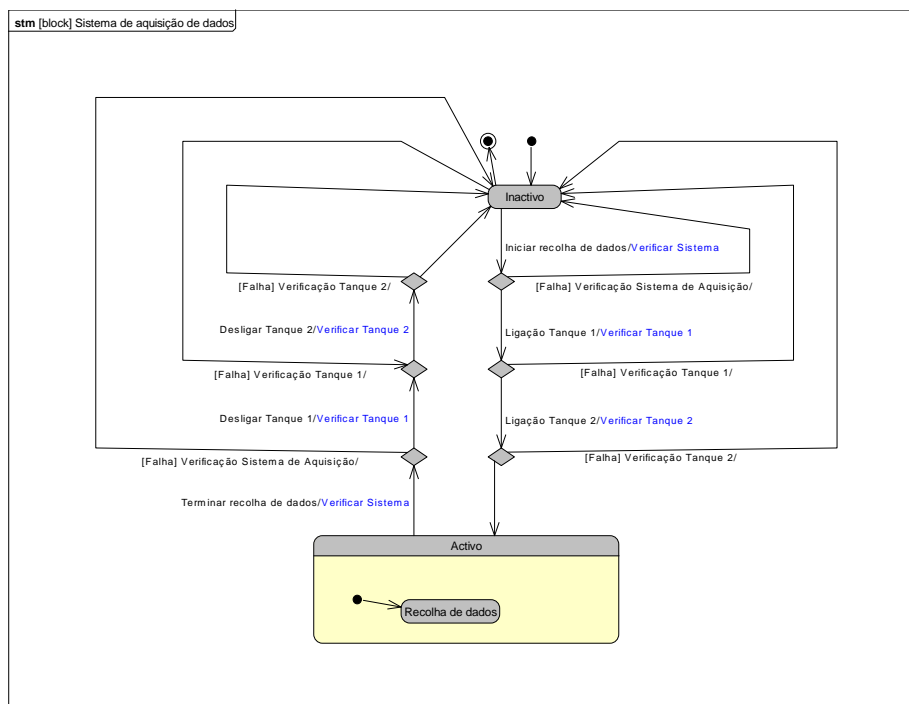 stm [block] Sistema de aquisição de dados
Inactivo
Iniciar recolha de dados/Verificar Sistema
[Falha] Verificação Tanque 2/
[Falha] Verificação Sistema de Aquisição/
Desligar Tanque 2/Verificar Tanque 2
Ligação Tanque 1/Verificar Tanque 1
[Falha] Verificação Tanque 1/
[Falha] Verificação Tanque 1/
Desligar Tanque 1/Verificar Tanque 1
Ligação Tanque 2/Verificar Tanque 2
[Falha] Verificação Sistema de Aquisição/
[Falha] Verificação Tanque 2/
Terminar recolha de dados/Verificar Sistema
Activo
Recolha de dados